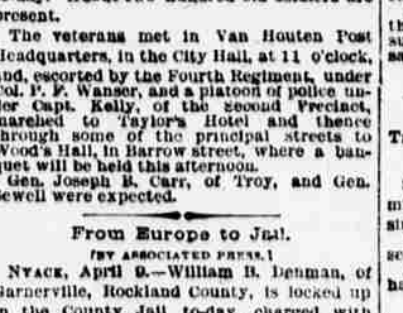 present.
The veterans met in Van Houten Post
Headquarters, in the City Hall, at 11 o'clock,
and, escorted by the Fourth Regiment, under
Col. P. F. Wanser, and a platoon of police un-
der Capt. Kelly, of the Second Precinct,
marched to Taylor's Hotel and thence
through some of the principal streets to
Wood's Hall, in Barrow street, where a ban-
quet will be held this afternoon.
Gen. Joseph B. Carr, of Troy, and Gen.
Sewell were expected.
From Europe to Jail.
[BY ASSOCIATED PRESS.]
NYACK, April 9.—William B. Denman, of
Garnerville, Rockland County, is locked up
in the County Jail to-day, charged with